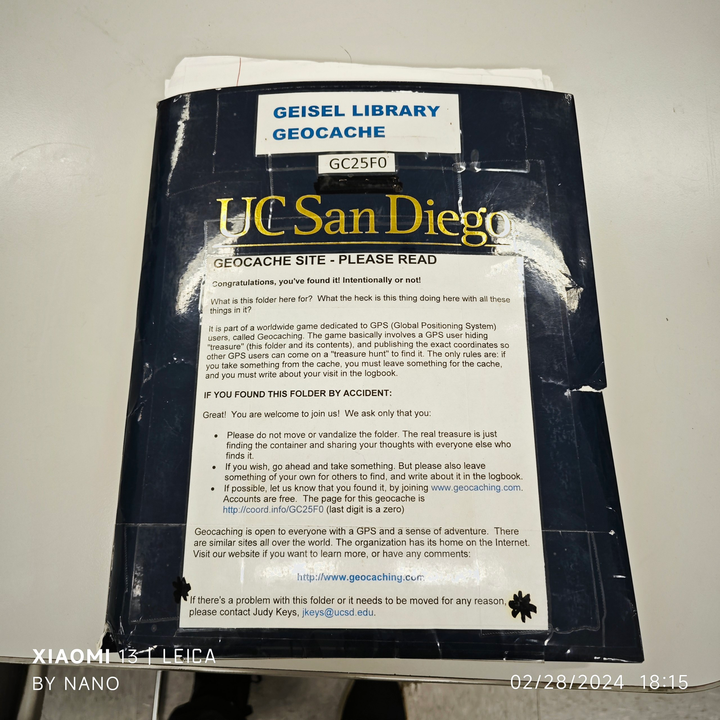 GEISEL LIBRARY
GEOCACHE
GC25F0
UC San Diego
GEOCACHE SITE - PLEASE READ
Congratulations, you've found it! Intentionally or not!
What is this folder here for? What the heck is this thing doing here with all these
things in it?
It is part of a worldwide game dedicated to GPS (Global Positioning System)
users, called Geocaching. The game basically involves a GPS user hiding
"treasure" (this folder and its contents), and publishing the exact coordinates so
other GPS users can come on a "treasure hunt" to find it. The only rules are: if
you take something from the cache, you must leave something for the cache,
and you must write about your visit in the logbook.
IF YOU FOUND THIS FOLDER BY ACCIDENT:
Great! You are welcome to join us! We ask only that you:
• Please do not move or vandalize the folder. The real treasure is just
finding the container and sharing your thoughts with everyone else who
finds it.
• If you wish, go ahead and take something. But please also leave
something of your own for others to find, and write about it in the logbook.
• If possible, let us know that you found it, by joining www.geocaching.com.
Accounts are free. The page for this geocache is
http://coord.info/GC25F0 (last digit is a zero)
Geocaching is open to everyone with a GPS and a sense of adventure. There
are similar sites all over the world. The organization has its home on the Internet.
Visit our website if you want to learn more, or have any comments:
http://www.geocaching.com
If there's a problem with this folder or it needs to be moved for any reason,
please contact Judy Keys, jkeys@ucsd.edu.
XIAOMI 13 | LEICA
BY NANO
02/28/2024 18:15